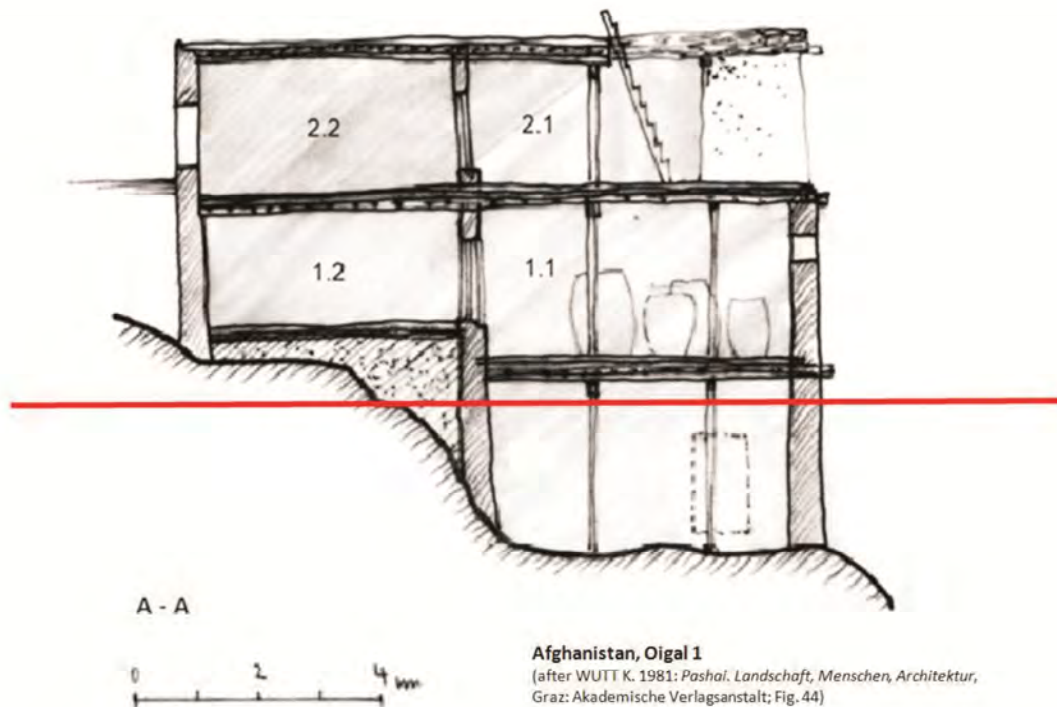 2.2 2.1
1.2 1.1
A - A
0 2 4 m
Afghanistan, Oigal 1
(after WUTT K. 1981: Pashai. Landschaft, Menschen, Architektur,
Graz: Akademische Verlagsanstalt; Fig. 44)